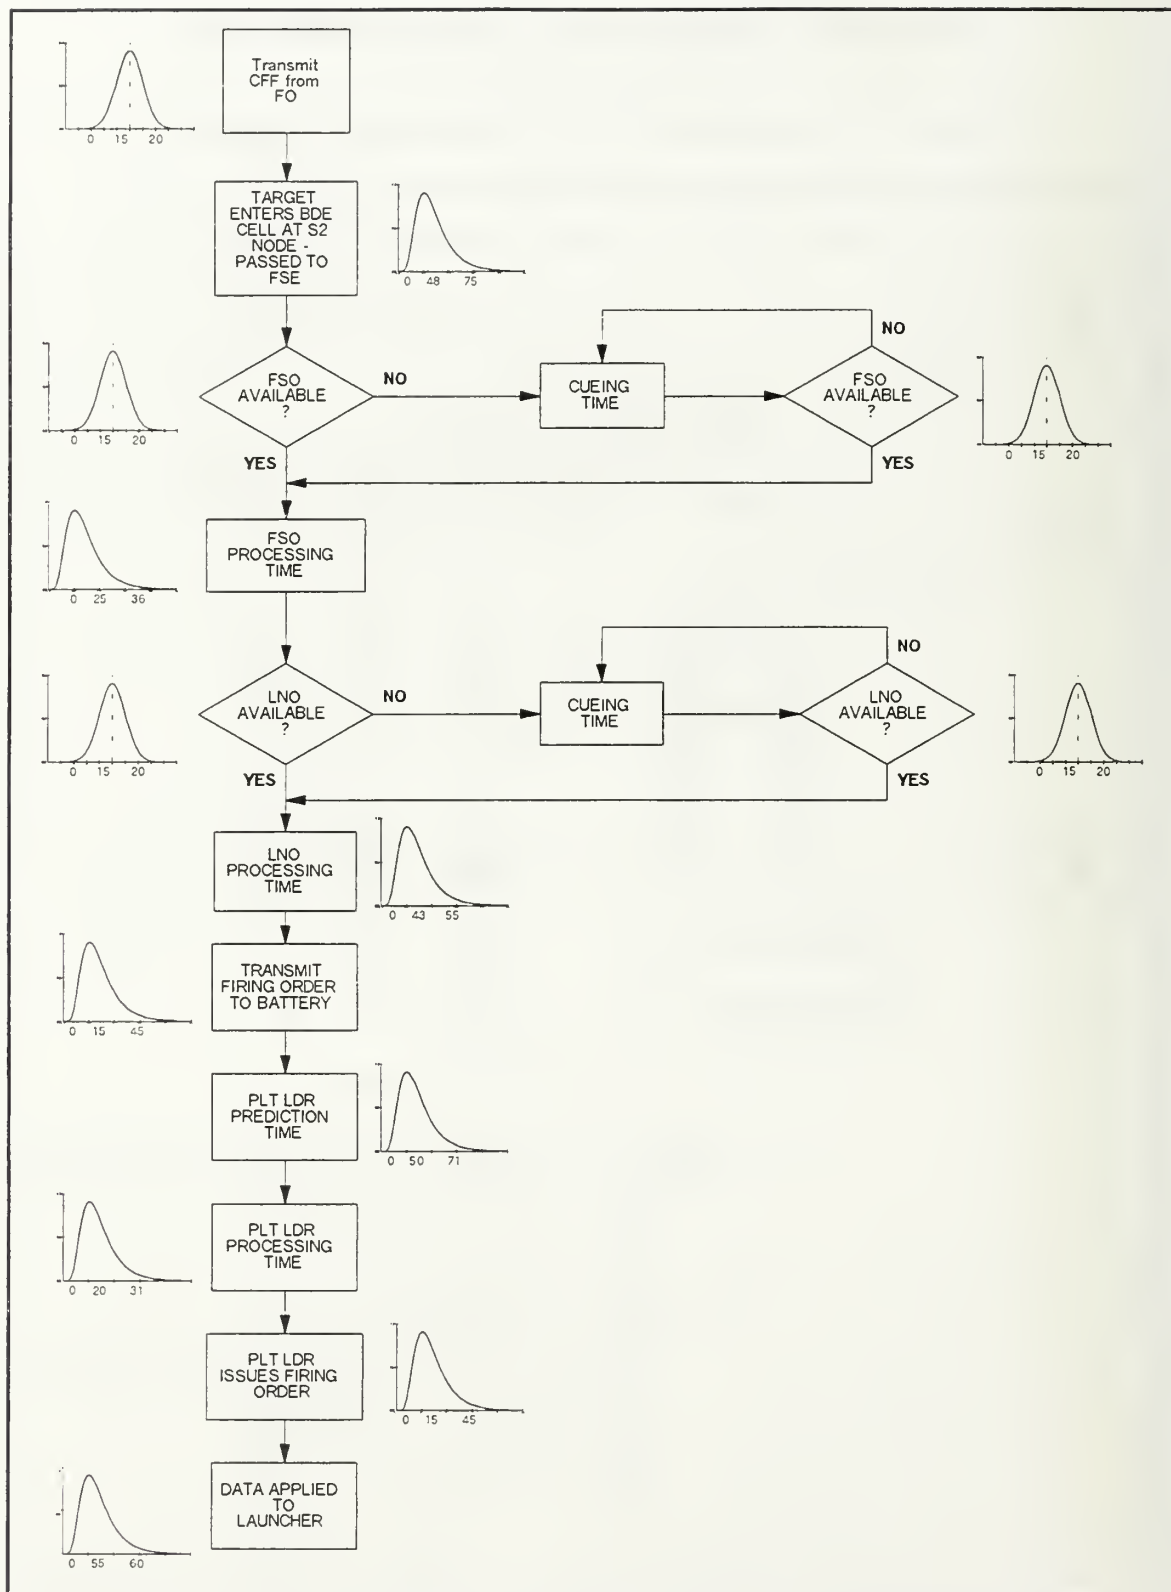 Transmit
CFF from
FO
0 15 20
TARGET
ENTERS BDE
CELL AT S2
NODE -
PASSED TO
FSE
0 48 75
FSO
AVAILABLE
?
0 15 20
NO
CUEING
TIME
NO
FSO
AVAILABLE
?
0 15 20
YES
YES
FSO
PROCESSING
TIME
0 25 36
LNO
AVAILABLE
?
0 15 20
NO
CUEING
TIME
NO
LNO
AVAILABLE
?
0 15 20
YES
YES
LNO
PROCESSING
TIME
0 43 55
TRANSMIT
FIRING ORDER
TO BATTERY
0 15 45
PLT LDR
PREDICTION
TIME
0 50 71
PLT LDR
PROCESSING
TIME
0 20 31
PLT LDR
ISSUES FIRING
ORDER
0 15 45
DATA APPLIED
TO
LAUNCHER
0 55 60